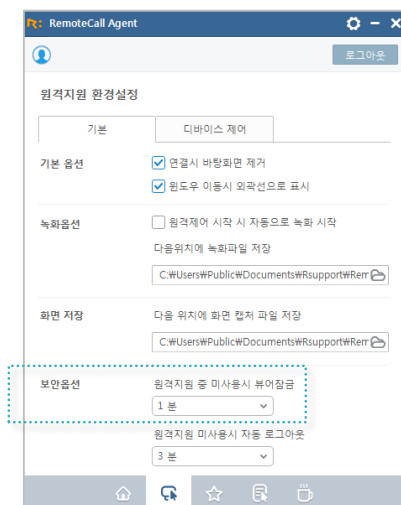 RemoteCall Agent
로그아웃
원격지원 환경설정
기본 디바이스 제어
기본 옵션 연결시 바탕화면 제거
윈도우 이동시 외곽선으로 표시
녹화옵션 원격제어 시작 시 자동으로 녹화 시작
다음위치에 녹화파일 저장
C:₩Users₩Public₩Documents₩Rsupport₩Rem
화면 저장 다음 위치에 화면 캡처 파일 저장
C:₩Users₩Public₩Documents₩Rsupport₩Rem
보안옵션 원격지원 중 미사용시 뷰어잠금
1 분
원격지원 미사용시 자동 로그아웃
3 분